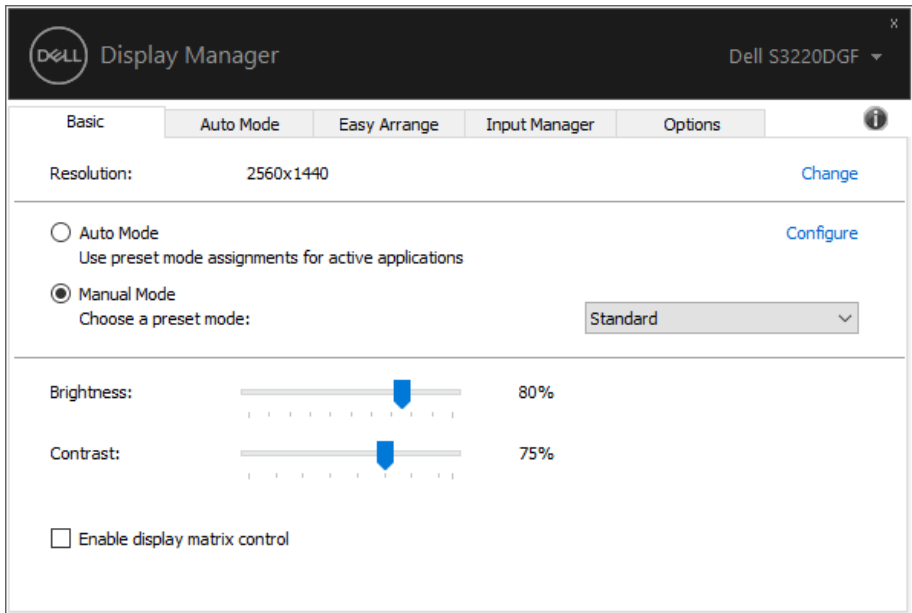 x
DELL Display Manager
Dell S3220DGF
Basic Auto Mode Easy Arrange Input Manager Options i
Resolution: 2560x1440 Change
Auto Mode Configure
Use preset mode assignments for active applications
Manual Mode
Choose a preset mode: Standard
Brightness: 80%
Contrast: 75%
Enable display matrix control